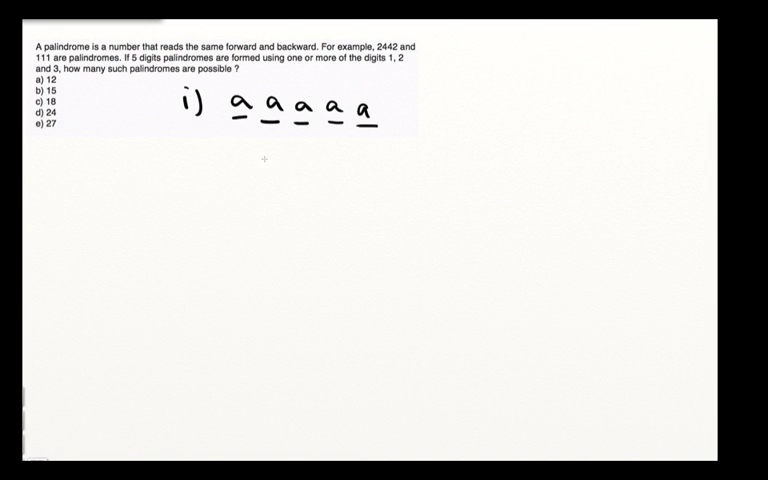 A palindrome is a number that reads the same forward and backward. For example, 2442 and
111 are palindromes. If 5 digits palindromes are formed using one or more of the digits 1, 2
and 3, how many such palindromes are possible ?
a) 12
b) 15
c) 18
d) 24
e) 27
i) a a a a a